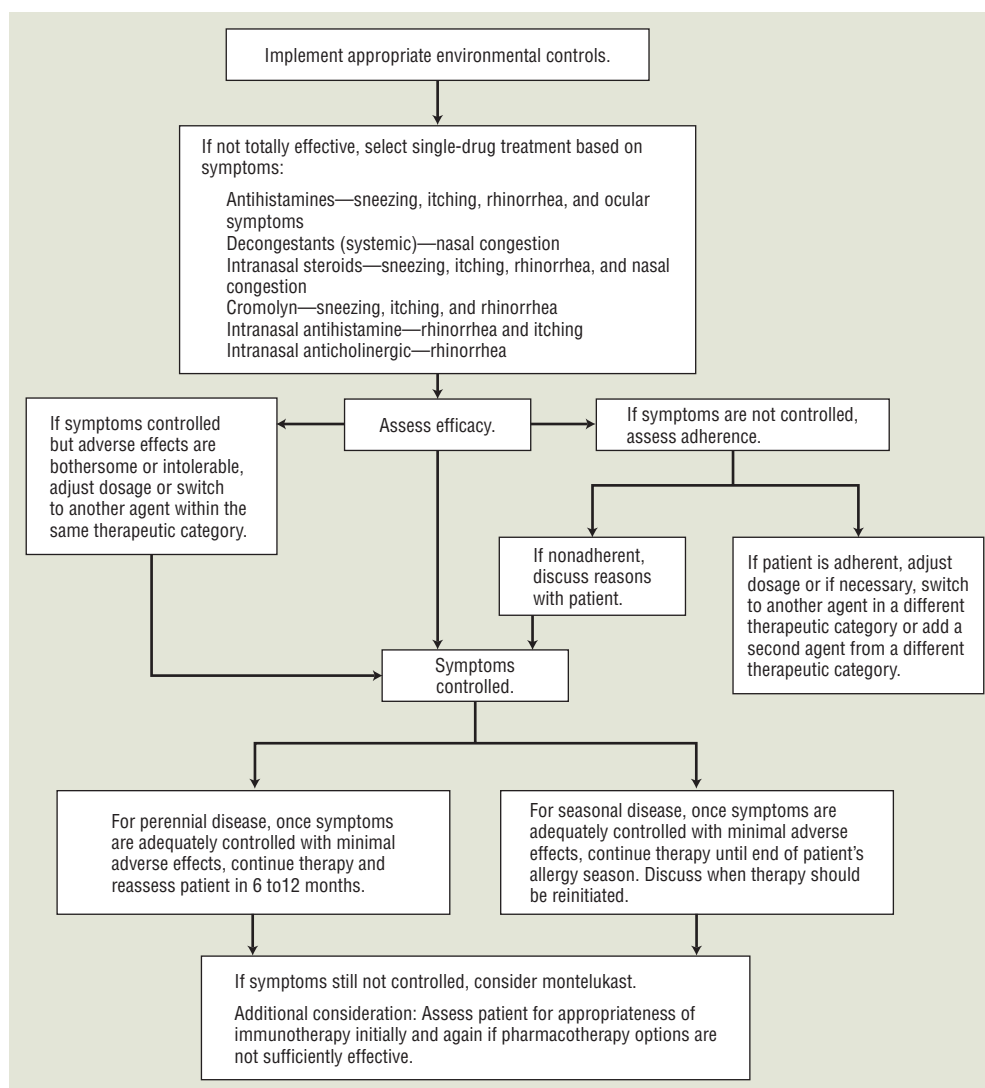 Implement appropriate environmental controls.
If not totally effective, select single-drug treatment based on
symptoms:
Antihistamines—sneezing, itching, rhinorrhea, and ocular
symptoms
Decongestants (systemic)—nasal congestion
Intranasal steroids—sneezing, itching, rhinorrhea, and nasal
congestion
Cromolyn—sneezing, itching, and rhinorrhea
Intranasal antihistamine—rhinorrhea and itching
Intranasal anticholinergic—rhinorrhea
If symptoms controlled
but adverse effects are
bothersome or intolerable,
adjust dosage or switch
to another agent within the
same therapeutic category.
Assess efficacy.
If symptoms are not controlled,
assess adherence.
If nonadherent,
discuss reasons
with patient.
If patient is adherent, adjust
dosage or if necessary, switch
to another agent in a different
therapeutic category or add a
second agent from a different
therapeutic category.
Symptoms
controlled.
For perennial disease, once symptoms
are adequately controlled with minimal
adverse effects, continue therapy and
reassess patient in 6 to12 months.
For seasonal disease, once symptoms are
adequately controlled with minimal adverse
effects, continue therapy until end of patient’s
allergy season. Discuss when therapy should
be reinitiated.
If symptoms still not controlled, consider montelukast.
Additional consideration: Assess patient for appropriateness of
immunotherapy initially and again if pharmacotherapy options are
not sufficiently effective.